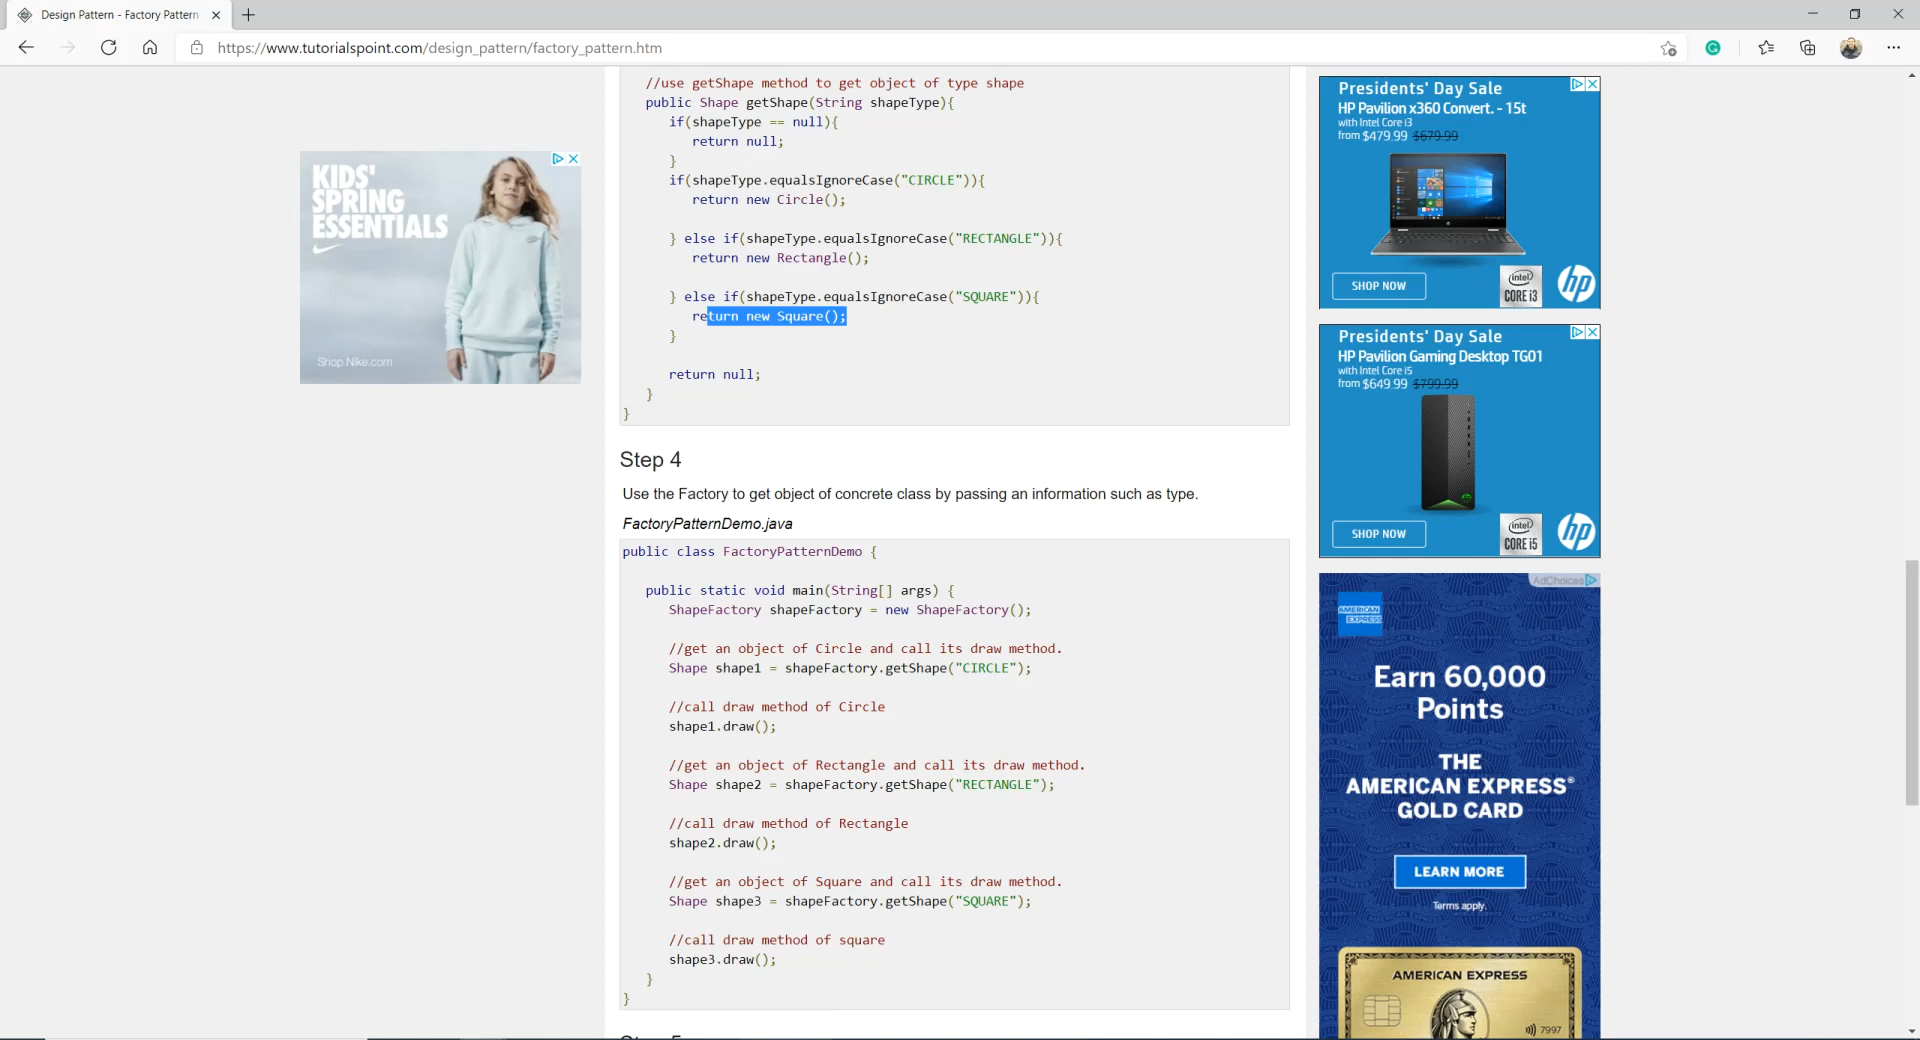 Design Pattern - Factory Pattern
https://www.tutorialspoint.com/design_pattern/factory_pattern.htm
//use getShape method to get object of type shape
public Shape getShape(String shapeType){
if(shapeType == null){
return null;
}
if(shapeType.equalsIgnoreCase("CIRCLE")){
return new Circle();
} else if(shapeType.equalsIgnoreCase("RECTANGLE")){
return new Rectangle();
} else if(shapeType.equalsIgnoreCase("SQUARE")){
return new Square();
}
return null;
}
}
Step 4
Use the Factory to get object of concrete class by passing an information such as type.
FactoryPatternDemo.java
public class FactoryPatternDemo {
public static void main(String[] args) {
ShapeFactory shapeFactory = new ShapeFactory();
//get an object of Circle and call its draw method.
Shape shape1 = shapeFactory.getShape("CIRCLE");
//call draw method of Circle
shape1.draw();
//get an object of Rectangle and call its draw method.
Shape shape2 = shapeFactory.getShape("RECTANGLE");
//call draw method of Rectangle
shape2.draw();
//get an object of Square and call its draw method.
Shape shape3 = shapeFactory.getShape("SQUARE");
//call draw method of square
shape3.draw();
}
}
KIDS'
SPRING
ESSENTIALS
Shop Nike.com
Presidents' Day Sale
HP Pavilion x360 Convert. - 15t
with Intel Core i3
from $479.99 $679.99
SHOP NOW
intel
CORE i3
hp
Presidents' Day Sale
HP Pavilion Gaming Desktop TG01
with Intel Core i5
from $649.99 $799.99
SHOP NOW
intel
CORE i5
hp
AdChoices
AMERICAN
EXPRESS
Earn 60,000
Points
THE
AMERICAN EXPRESS®
GOLD CARD
LEARN MORE
Terms apply.
AMERICAN EXPRESS
7997